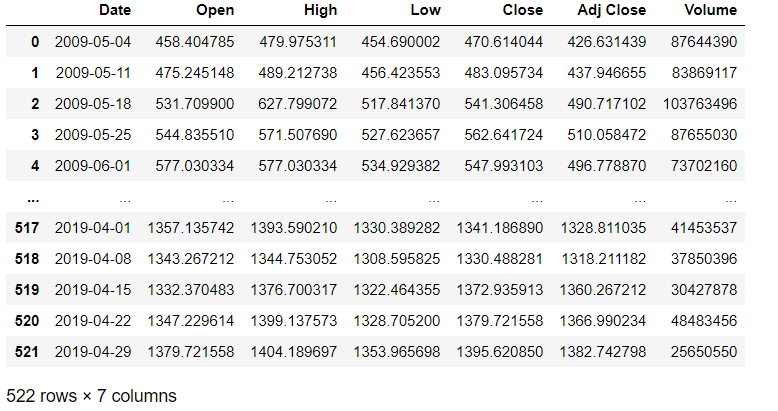 Date Open High Low Close Adj Close Volume
0 2009-05-04 458.404785 479.975311 454.690002 470.614044 426.631439 87644390
1 2009-05-11 475.245148 489.212738 456.423553 483.095734 437.946655 83869117
2 2009-05-18 531.709900 627.799072 517.841370 541.306458 490.717102 103763496
3 2009-05-25 544.835510 571.507690 527.623657 562.641724 510.058472 87655030
4 2009-06-01 577.030334 577.030334 534.929382 547.993103 496.778870 73702160
... ... ... ... ... ... ... ...
517 2019-04-01 1357.135742 1393.590210 1330.389282 1341.186890 1328.811035 41453537
518 2019-04-08 1343.267212 1344.753052 1308.595825 1330.488281 1318.211182 37850396
519 2019-04-15 1332.370483 1376.700317 1322.464355 1372.935913 1360.267212 30427878
520 2019-04-22 1347.229614 1399.137573 1328.705200 1379.721558 1366.990234 48483456
521 2019-04-29 1379.721558 1404.189697 1353.965698 1395.620850 1382.742798 25650550
522 rows × 7 columns